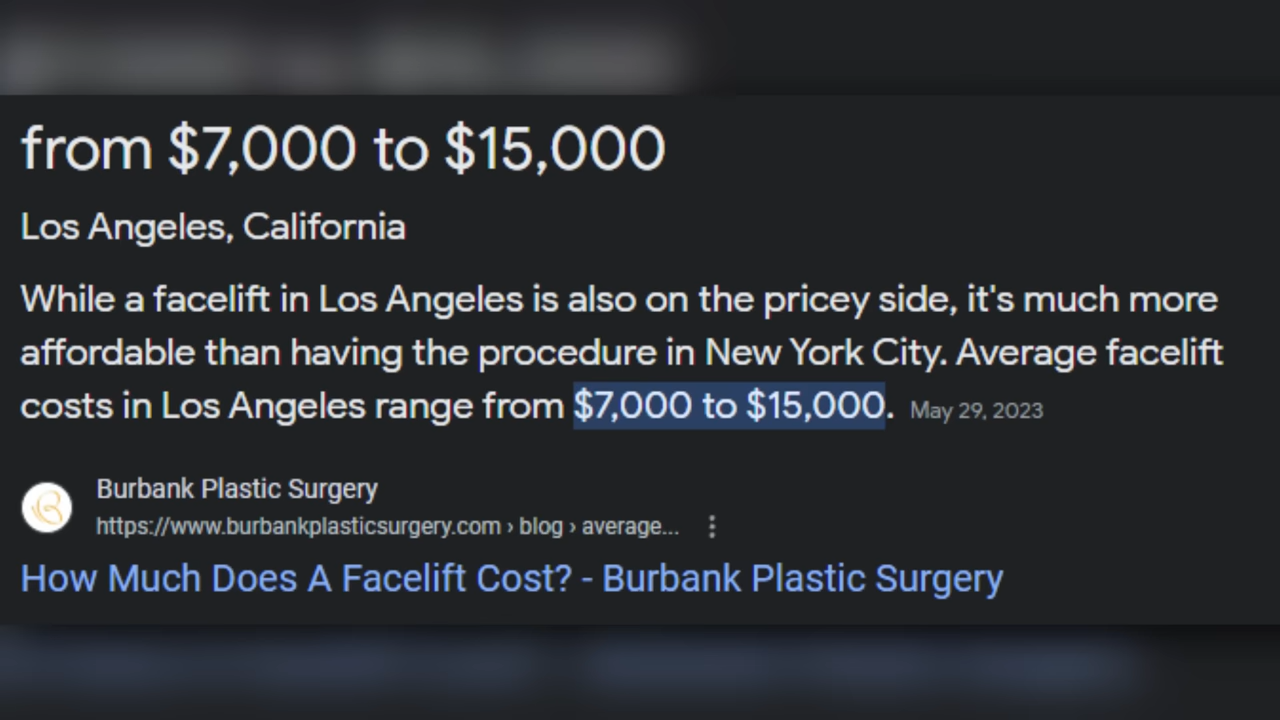 from $7,000 to $15,000
Los Angeles, California
While a facelift in Los Angeles is also on the pricey side, it's much more
affordable than having the procedure in New York City. Average facelift
costs in Los Angeles range from $7,000 to $15,000. May 29, 2023
Burbank Plastic Surgery
https://www.burbankplasticsurgery.com › blog › average...
How Much Does A Facelift Cost? - Burbank Plastic Surgery